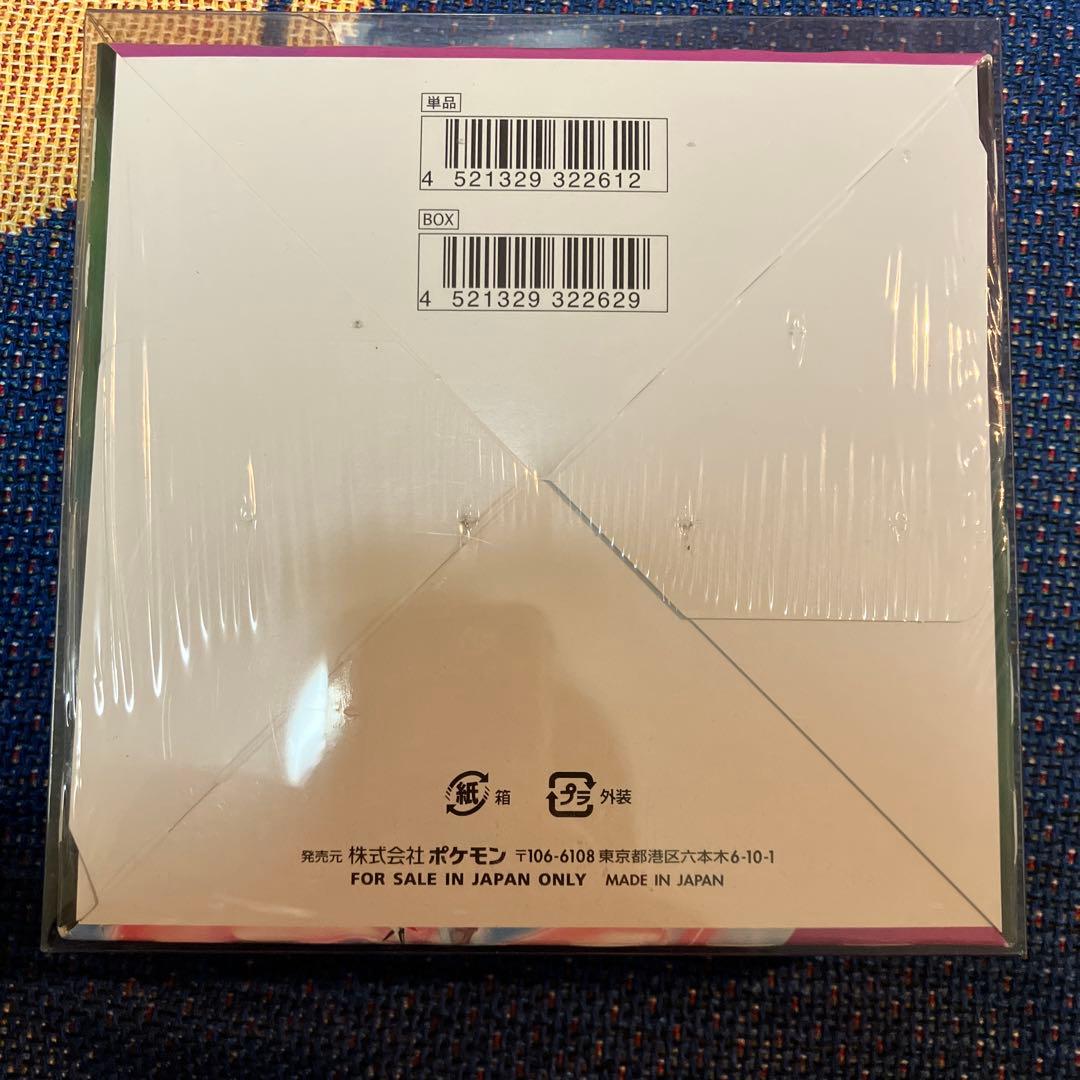 単品
4 521329 322612
BOX
4 521329 322629
紙 箱 プラ 外装
発売元 株式会社 ポケモン 〒106-6108 東京都港区六本木6-10-1
FOR SALE IN JAPAN ONLY MADE IN JAPAN